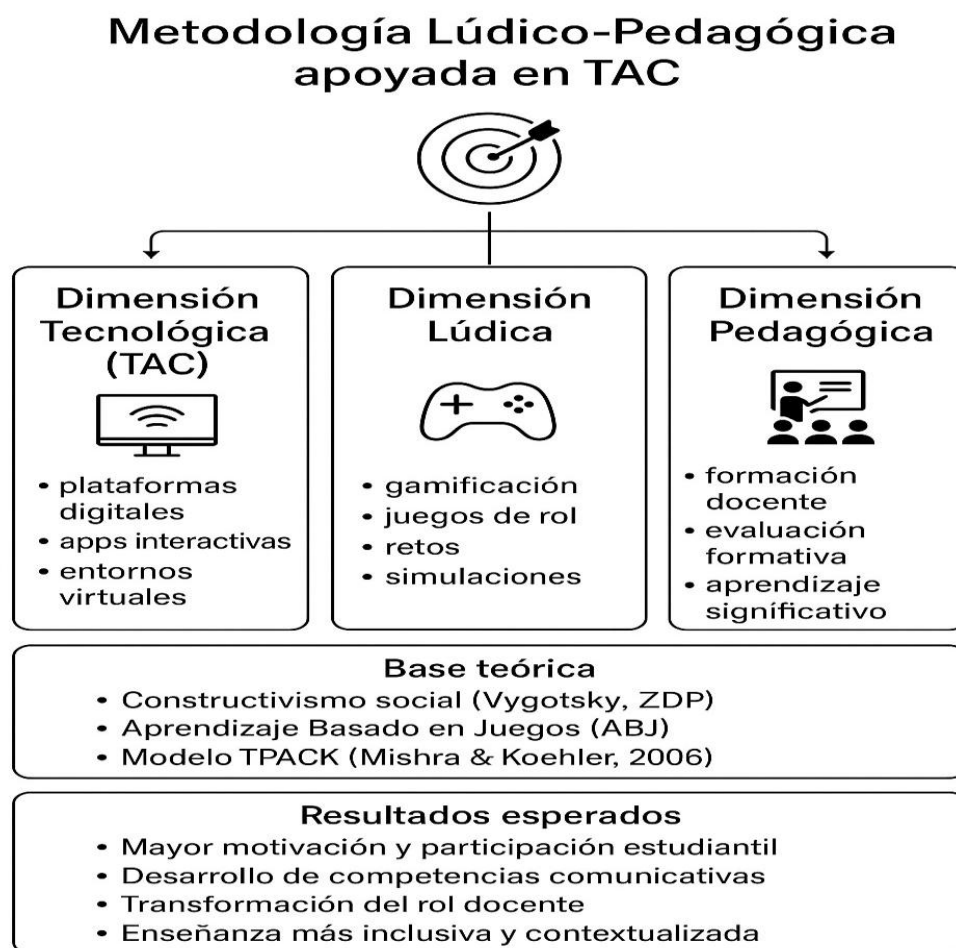 Metodología Lúdico-Pedagógica
apoyada en TAC
Dimensión
Tecnológica
(TAC)
• plataformas
digitales
• apps interactivas
• entornos
virtuales
Dimensión
Lúdica
• gamificación
• juegos de rol
• retos
• simulaciones
Dimensión
Pedagógica
• formación
docente
• evaluación
formativa
• aprendizaje
significativo
Base teórica
• Constructivismo social (Vygotsky, ZDP)
• Aprendizaje Basado en Juegos (ABJ)
• Modelo TPACK (Mishra & Koehler, 2006)
Resultados esperados
• Mayor motivación y participación estudiantil
• Desarrollo de competencias comunicativas
• Transformación del rol docente
• Enseñanza más inclusiva y contextualizada